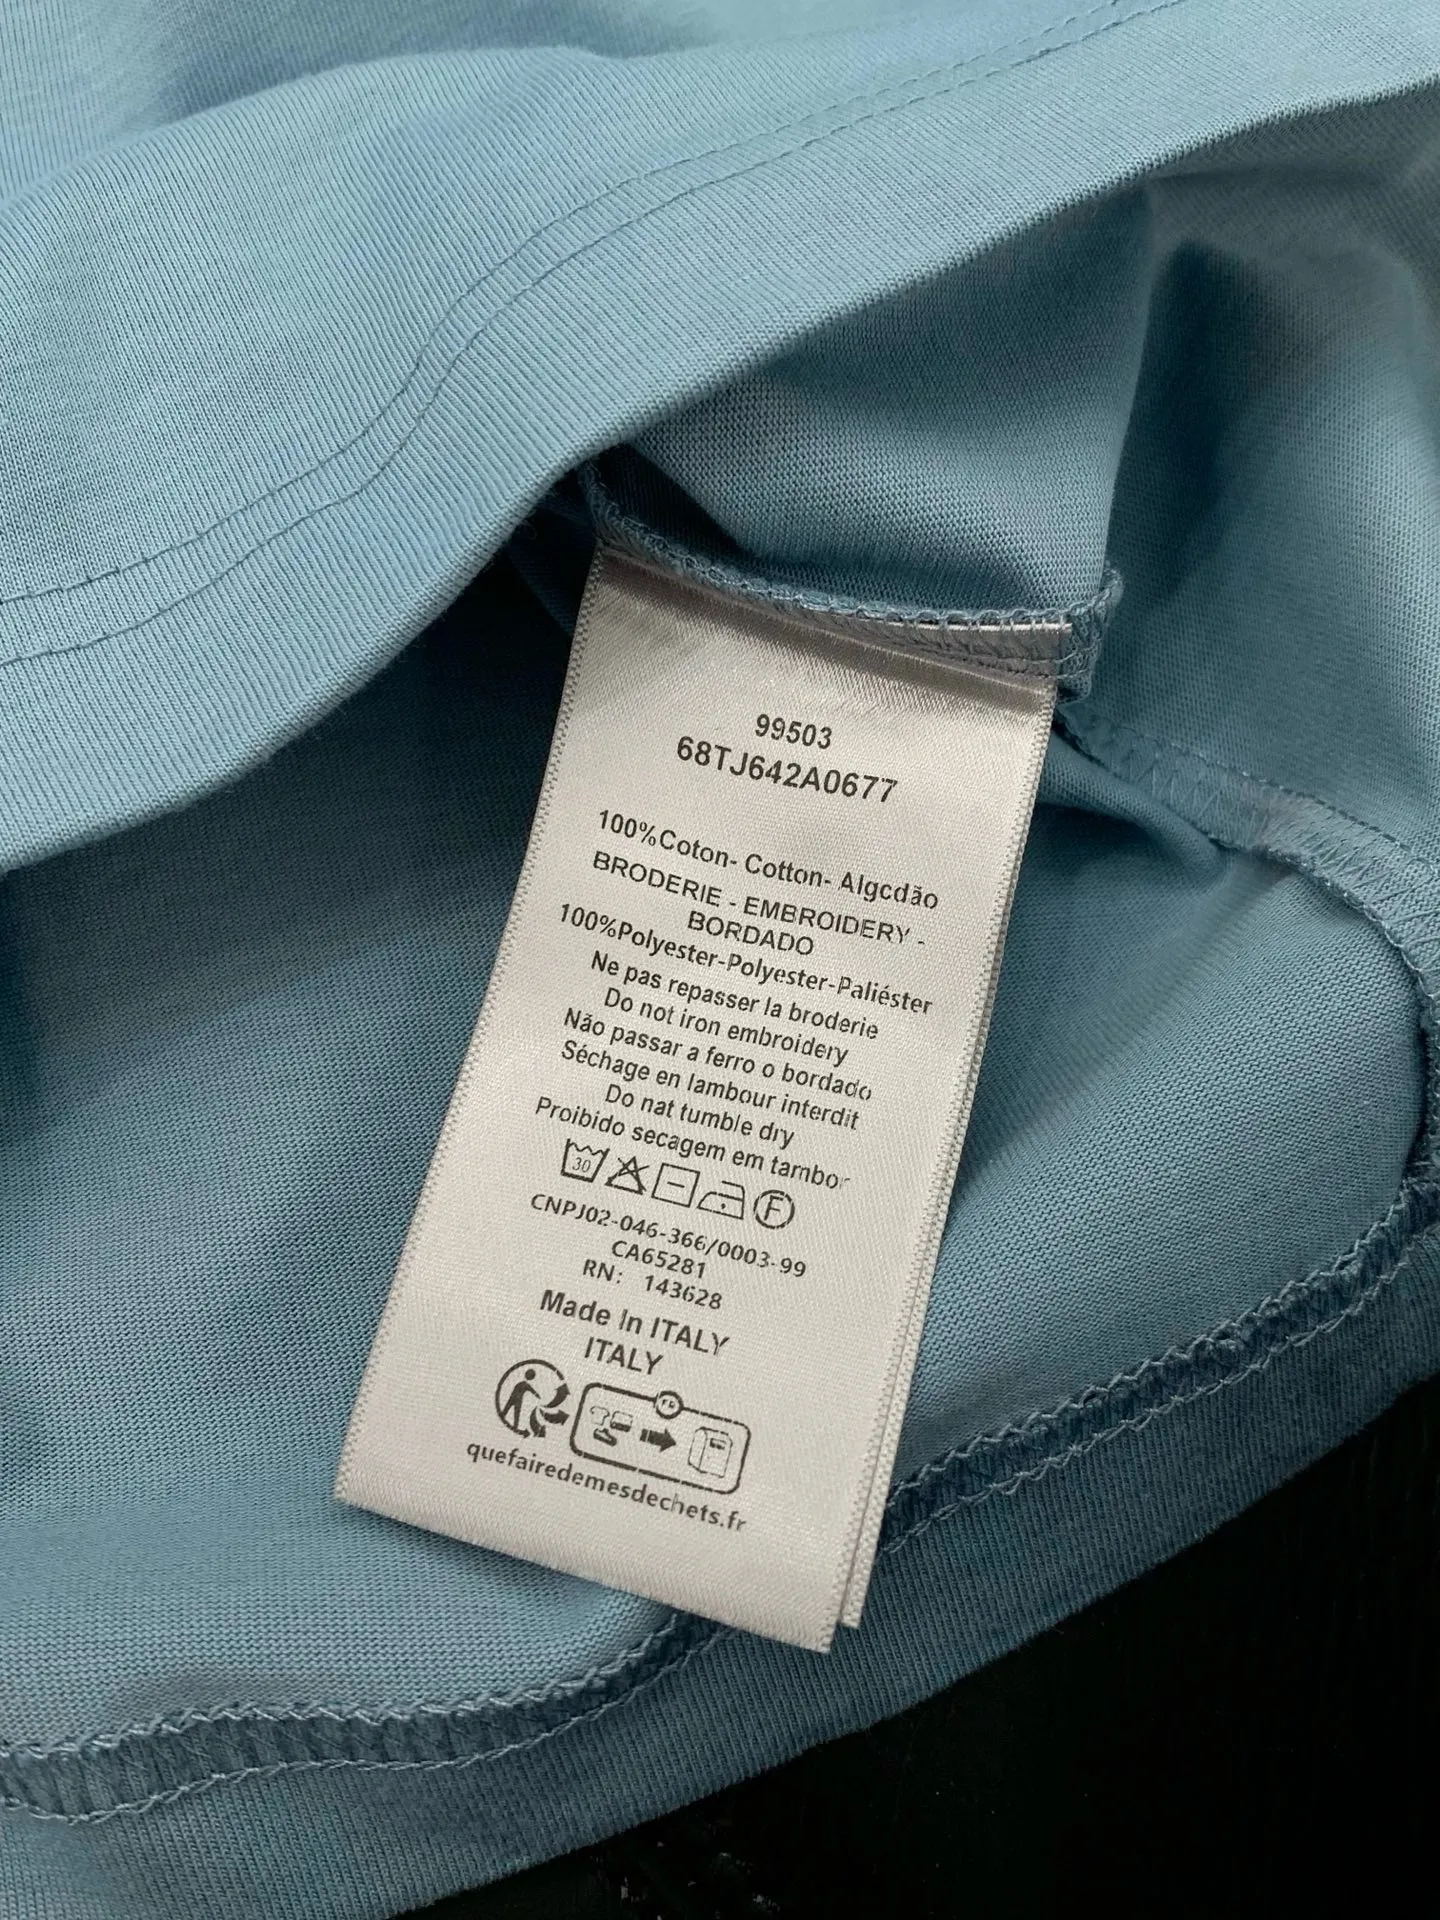 99503
68TJ642A0677
100%Coton- Cotton- Algcdão
BRODERIE - EMBROIDERY -
BORDADO
100%Polyester-Polyester-Paliéster
Ne pas repasser la broderie
Do not iron embroidery
Não passar a ferro o bordado
Séchage en lambour interdit
Do nat tumble dry
Proibido secagem em tambor
30 F
CNPJ02-046-366/0003-99
CA65281
RN: 143628
Made In ITALY
ITALY
FR
quefairedemesdechets.fr